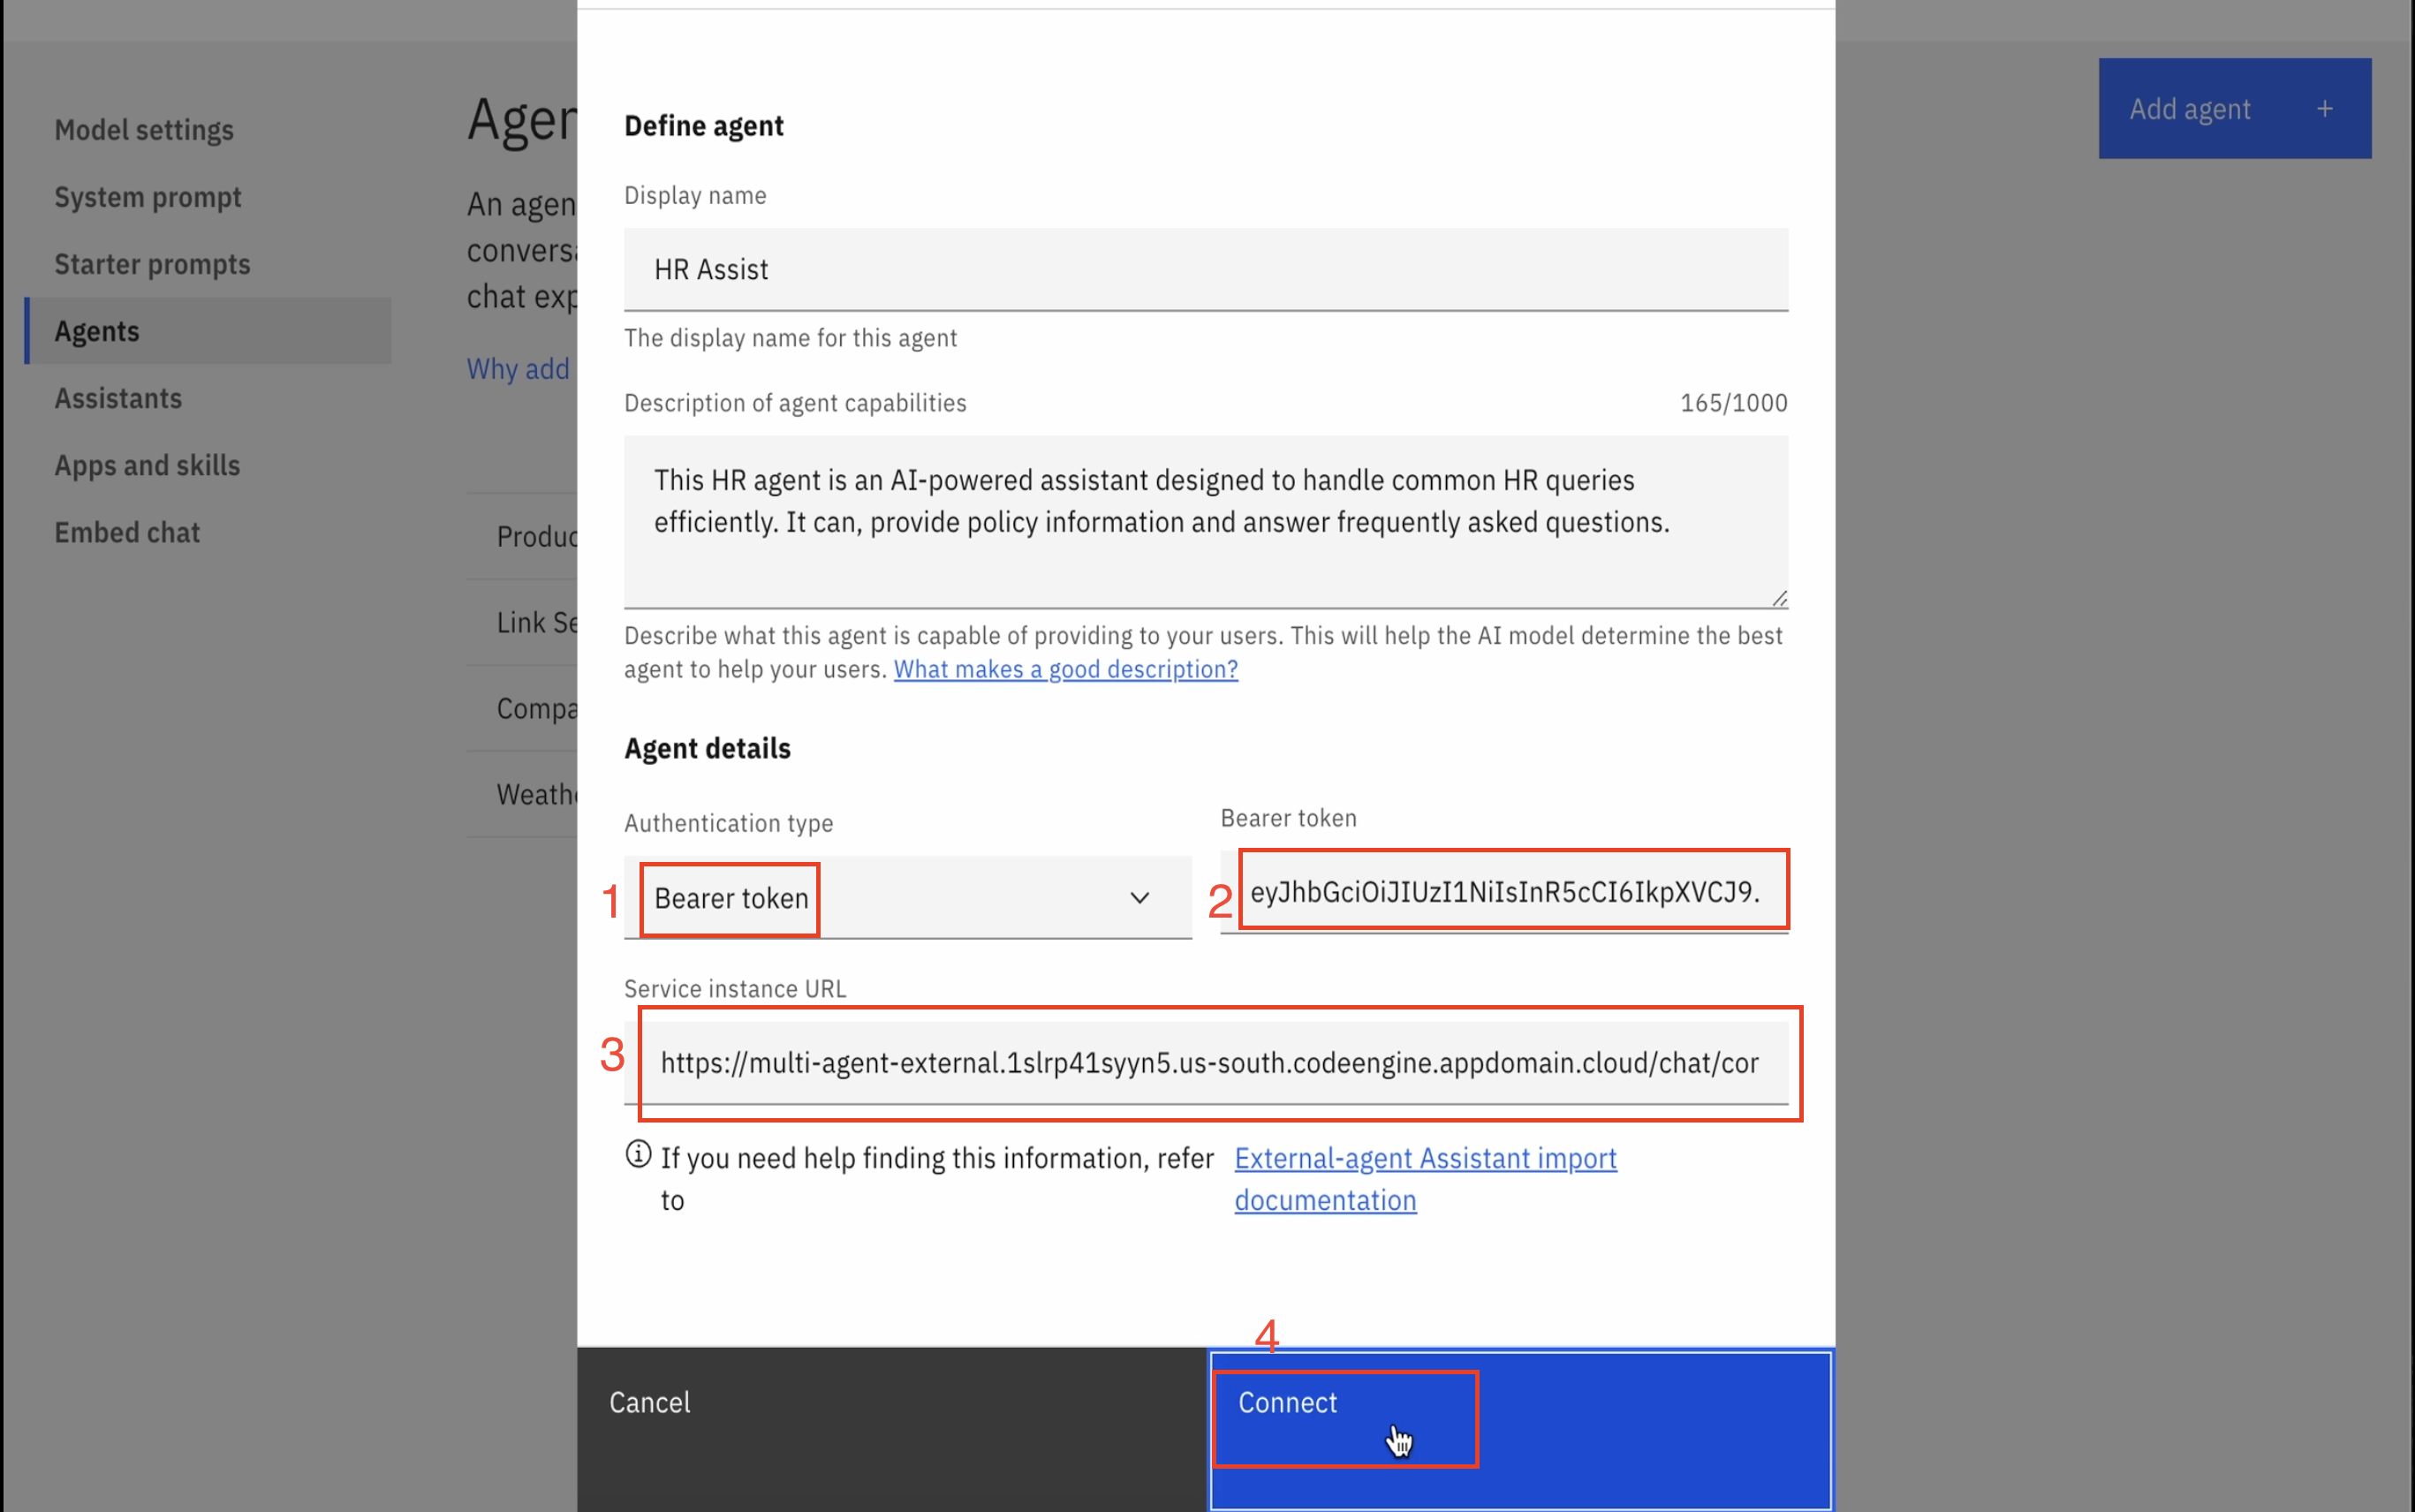 Model settings
System prompt
Starter prompts
Agents
Assistants
Apps and skills
Embed chat
Agen
An agen
convers
chat exp
Why add
Produc
Link Se
Compa
Weath
Add agent +
Define agent
Display name
HR Assist
The display name for this agent
Description of agent capabilities 165/1000
This HR agent is an AI-powered assistant designed to handle common HR queries
efficiently. It can, provide policy information and answer frequently asked questions.
Describe what this agent is capable of providing to your users. This will help the AI model determine the best
agent to help your users. What makes a good description?
Agent details
Authentication type
Bearer token
1 Bearer token
2 eyJhbGciOiJIUzI1NiIsInR5cCI6IkpXVCJ9.
Service instance URL
3 https://multi-agent-external.1slrp41syyn5.us-south.codeengine.appdomain.cloud/chat/cor
If you need help finding this information, refer
to
External-agent Assistant import
documentation
Cancel
4
Connect